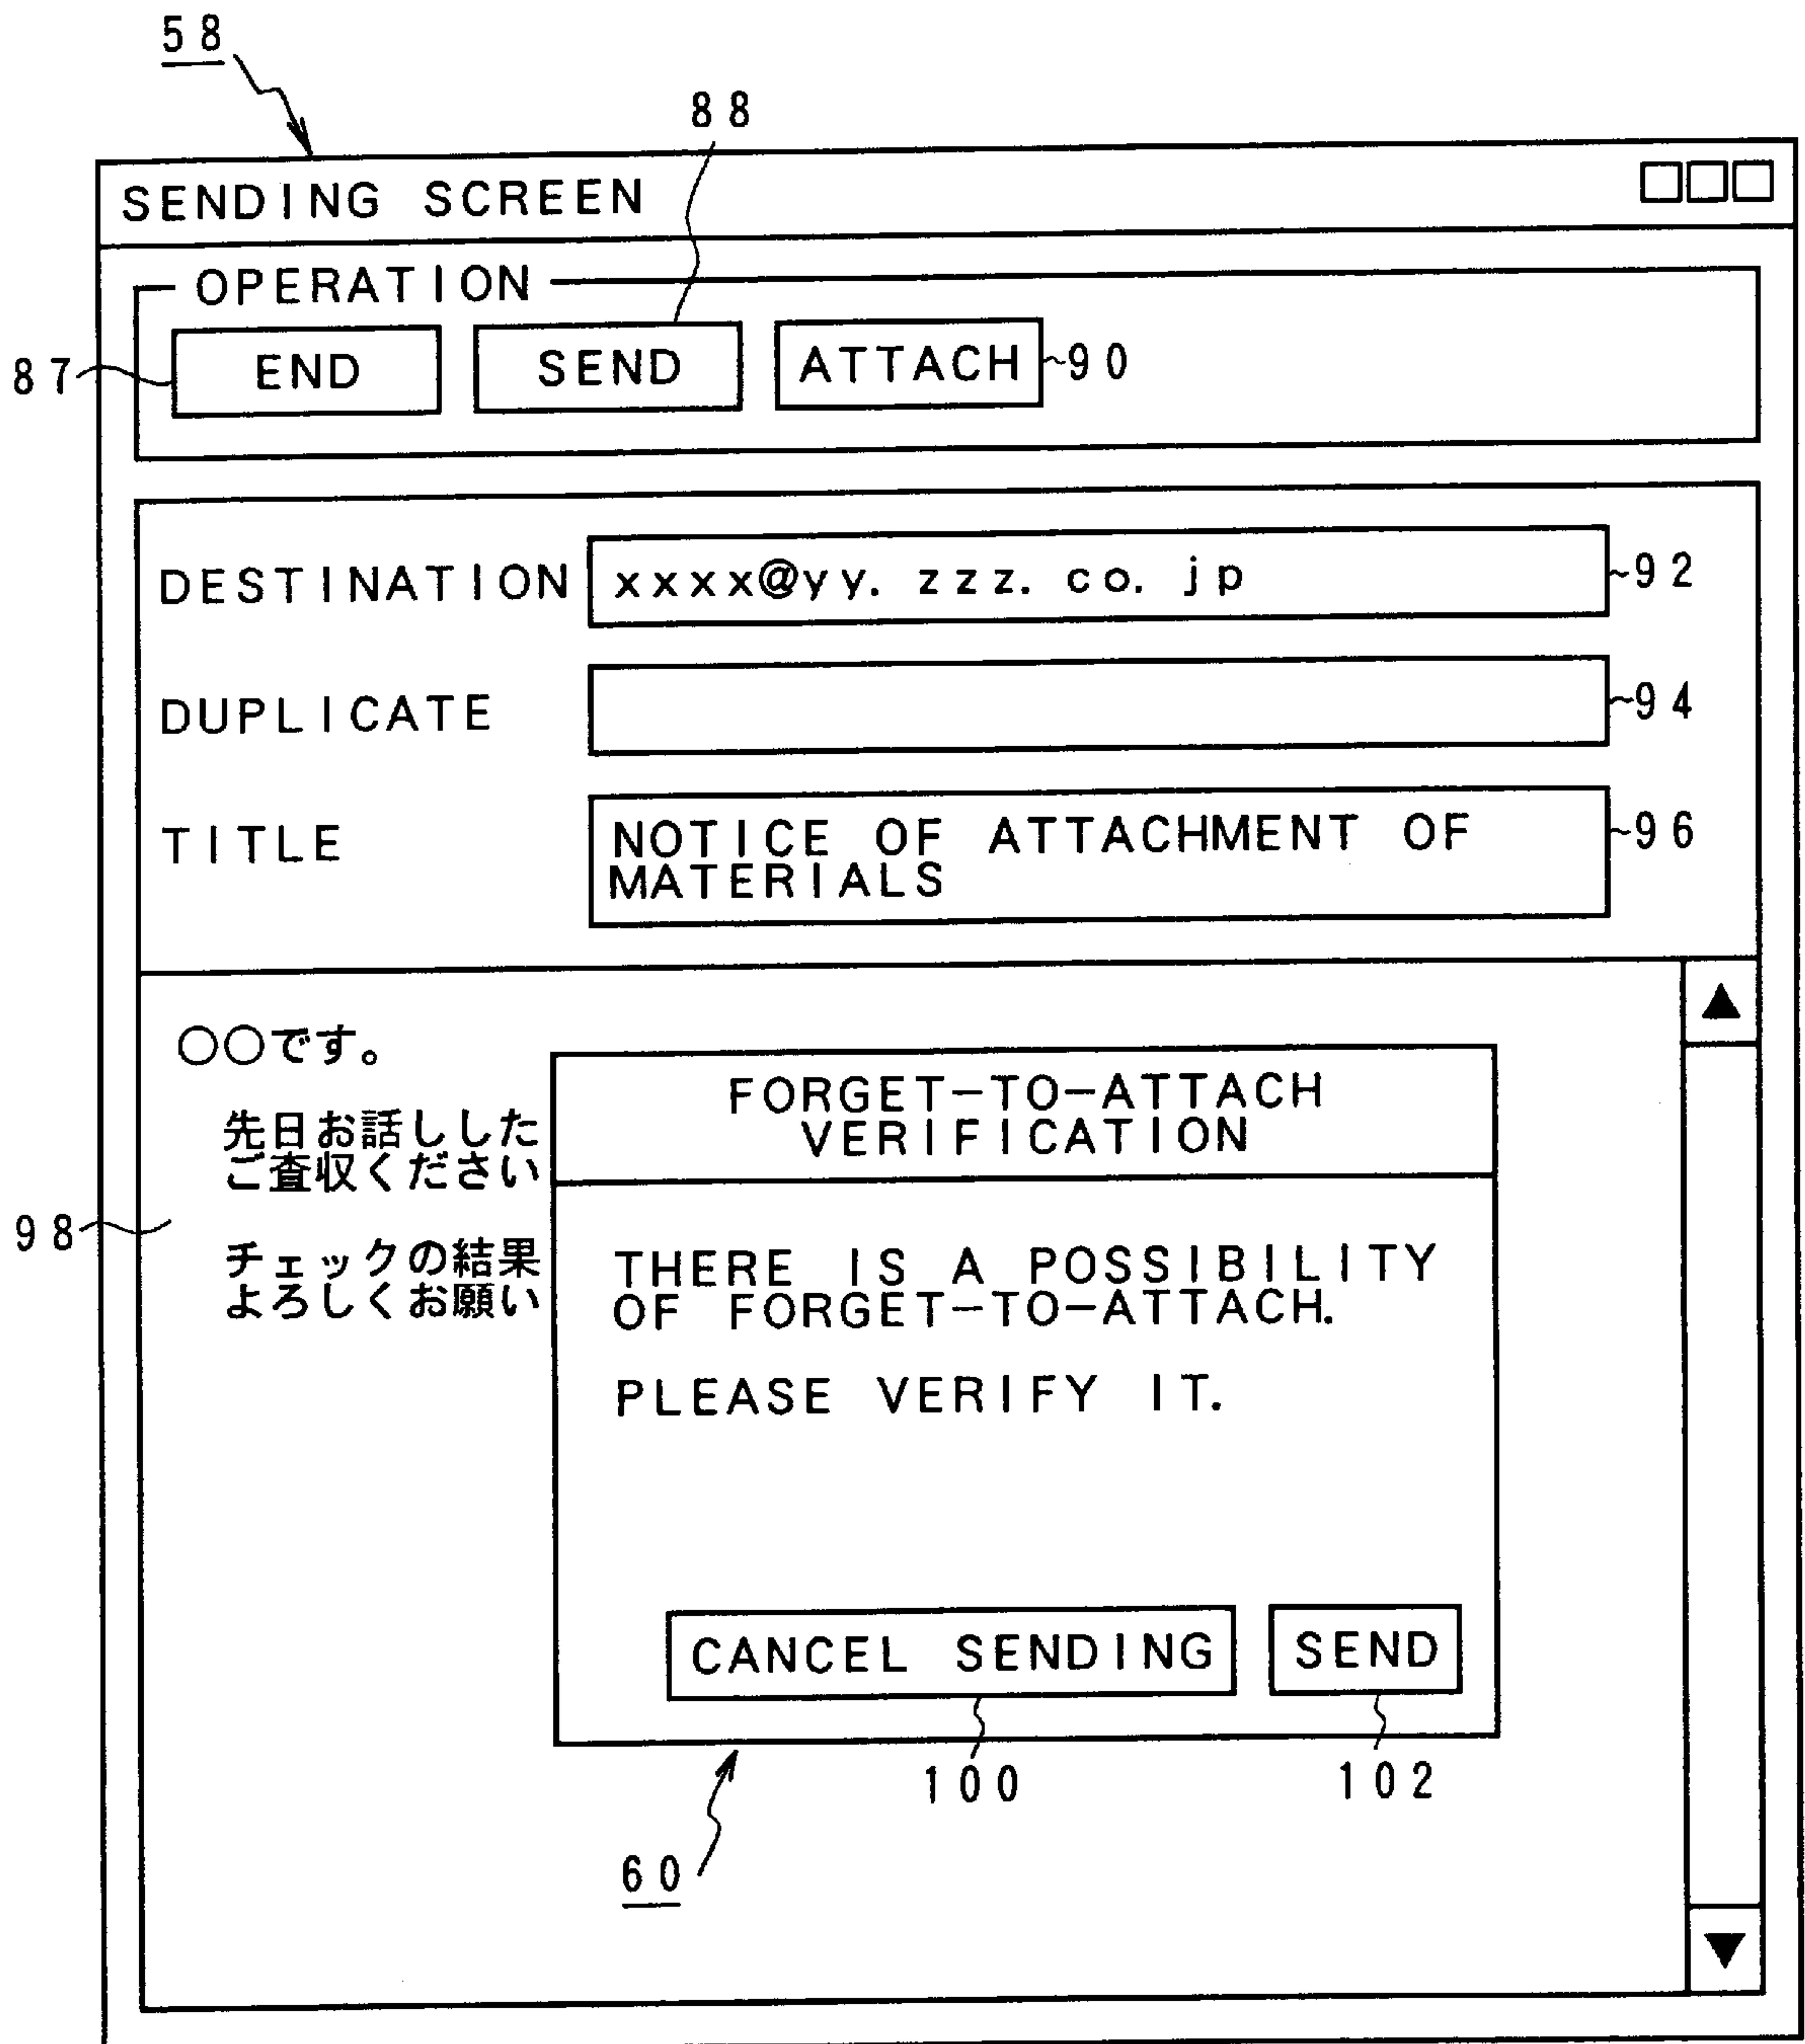 58
88
SENDING SCREEN
OPERATION
87
END
SEND
ATTACH
90
DESTINATION
xxxx@yy.zzz.co.jp
92
DUPLICATE
94
TITLE
NOTICE OF ATTACHMENT OF
MATERIALS
96
○○です。
先日お話しした
ご査収ください
98
チェックの結果
よろしくお願い
FORGET-TO-ATTACH
VERIFICATION
THERE IS A POSSIBILITY
OF FORGET-TO-ATTACH.
PLEASE VERIFY IT.
CANCEL SENDING
SEND
100
102
60